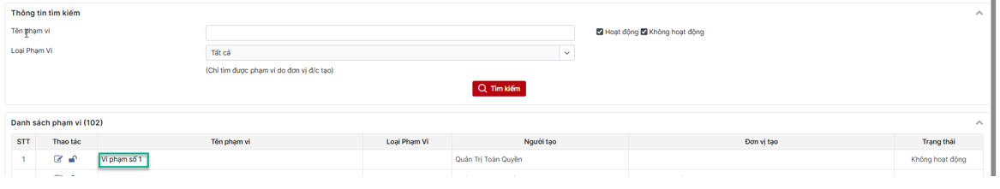 Thông tin tìm kiếm
Tên phạm vi
Hoạt động Không hoạt động
Loại Phạm Vi Tất cả
(Chỉ tìm được phạm vi do đơn vị đ/c tạo)
Tìm kiếm
Danh sách phạm vi (102)
STT Thao tác Tên phạm vi Loại Phạm Vi Người tạo Đơn vị tạo Trạng thái
1 Vi phạm số 1 Quản Trị Toàn Quyền Không hoạt động